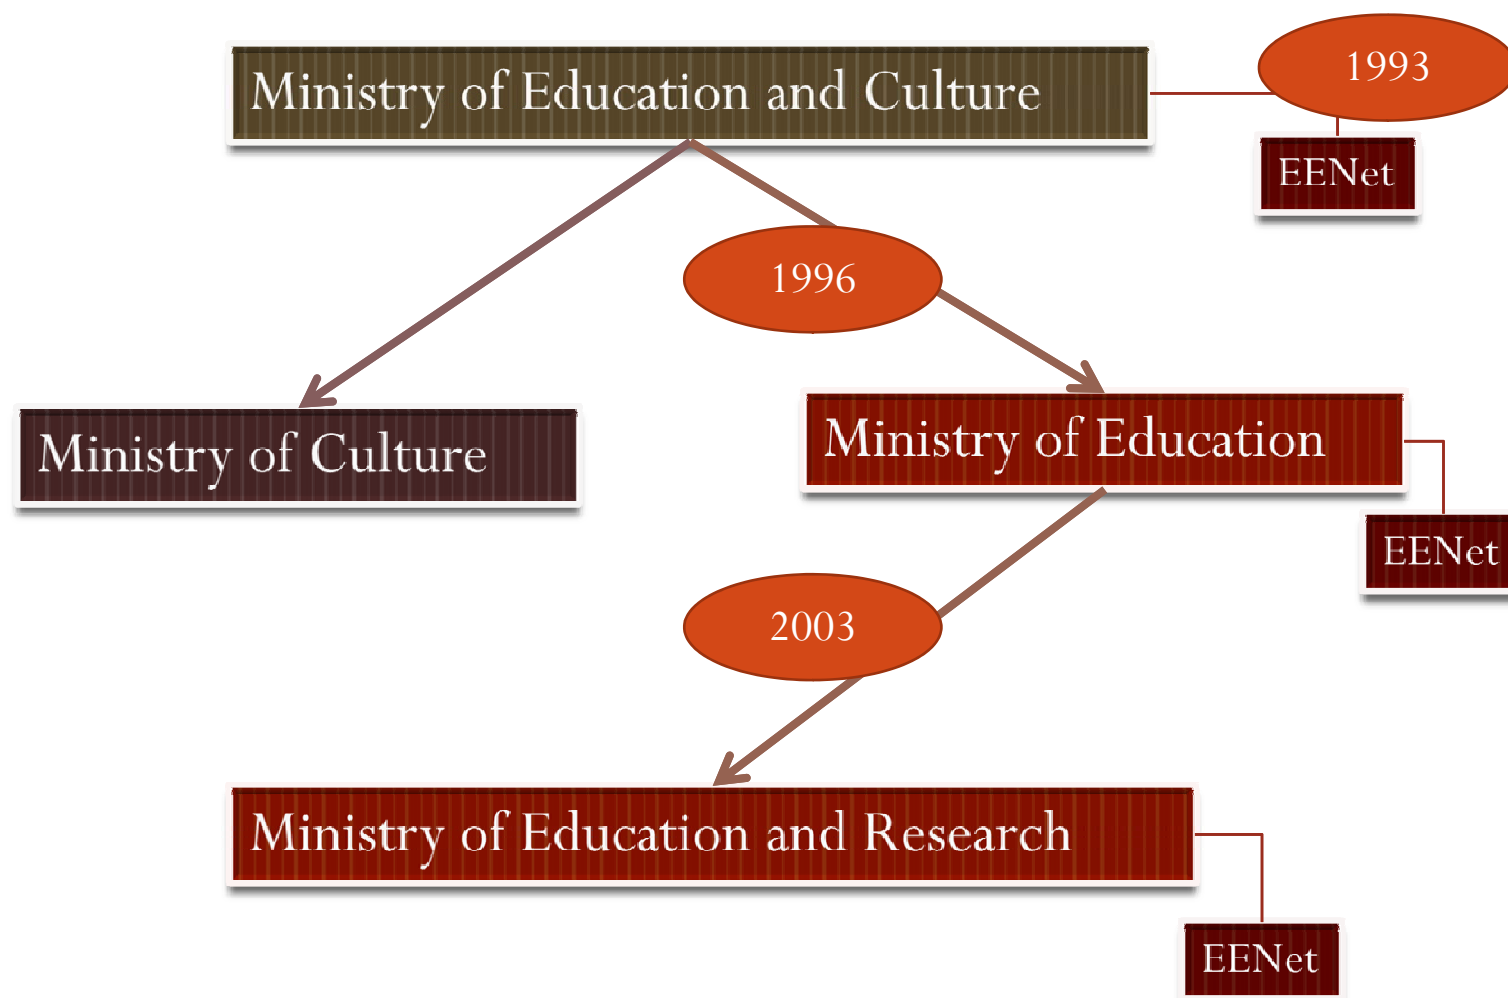 Ministry of Education and Culture
1993
EENet
1996
Ministry of Culture
Ministry of Education
EENet
2003
Ministry of Education and Research
EENet